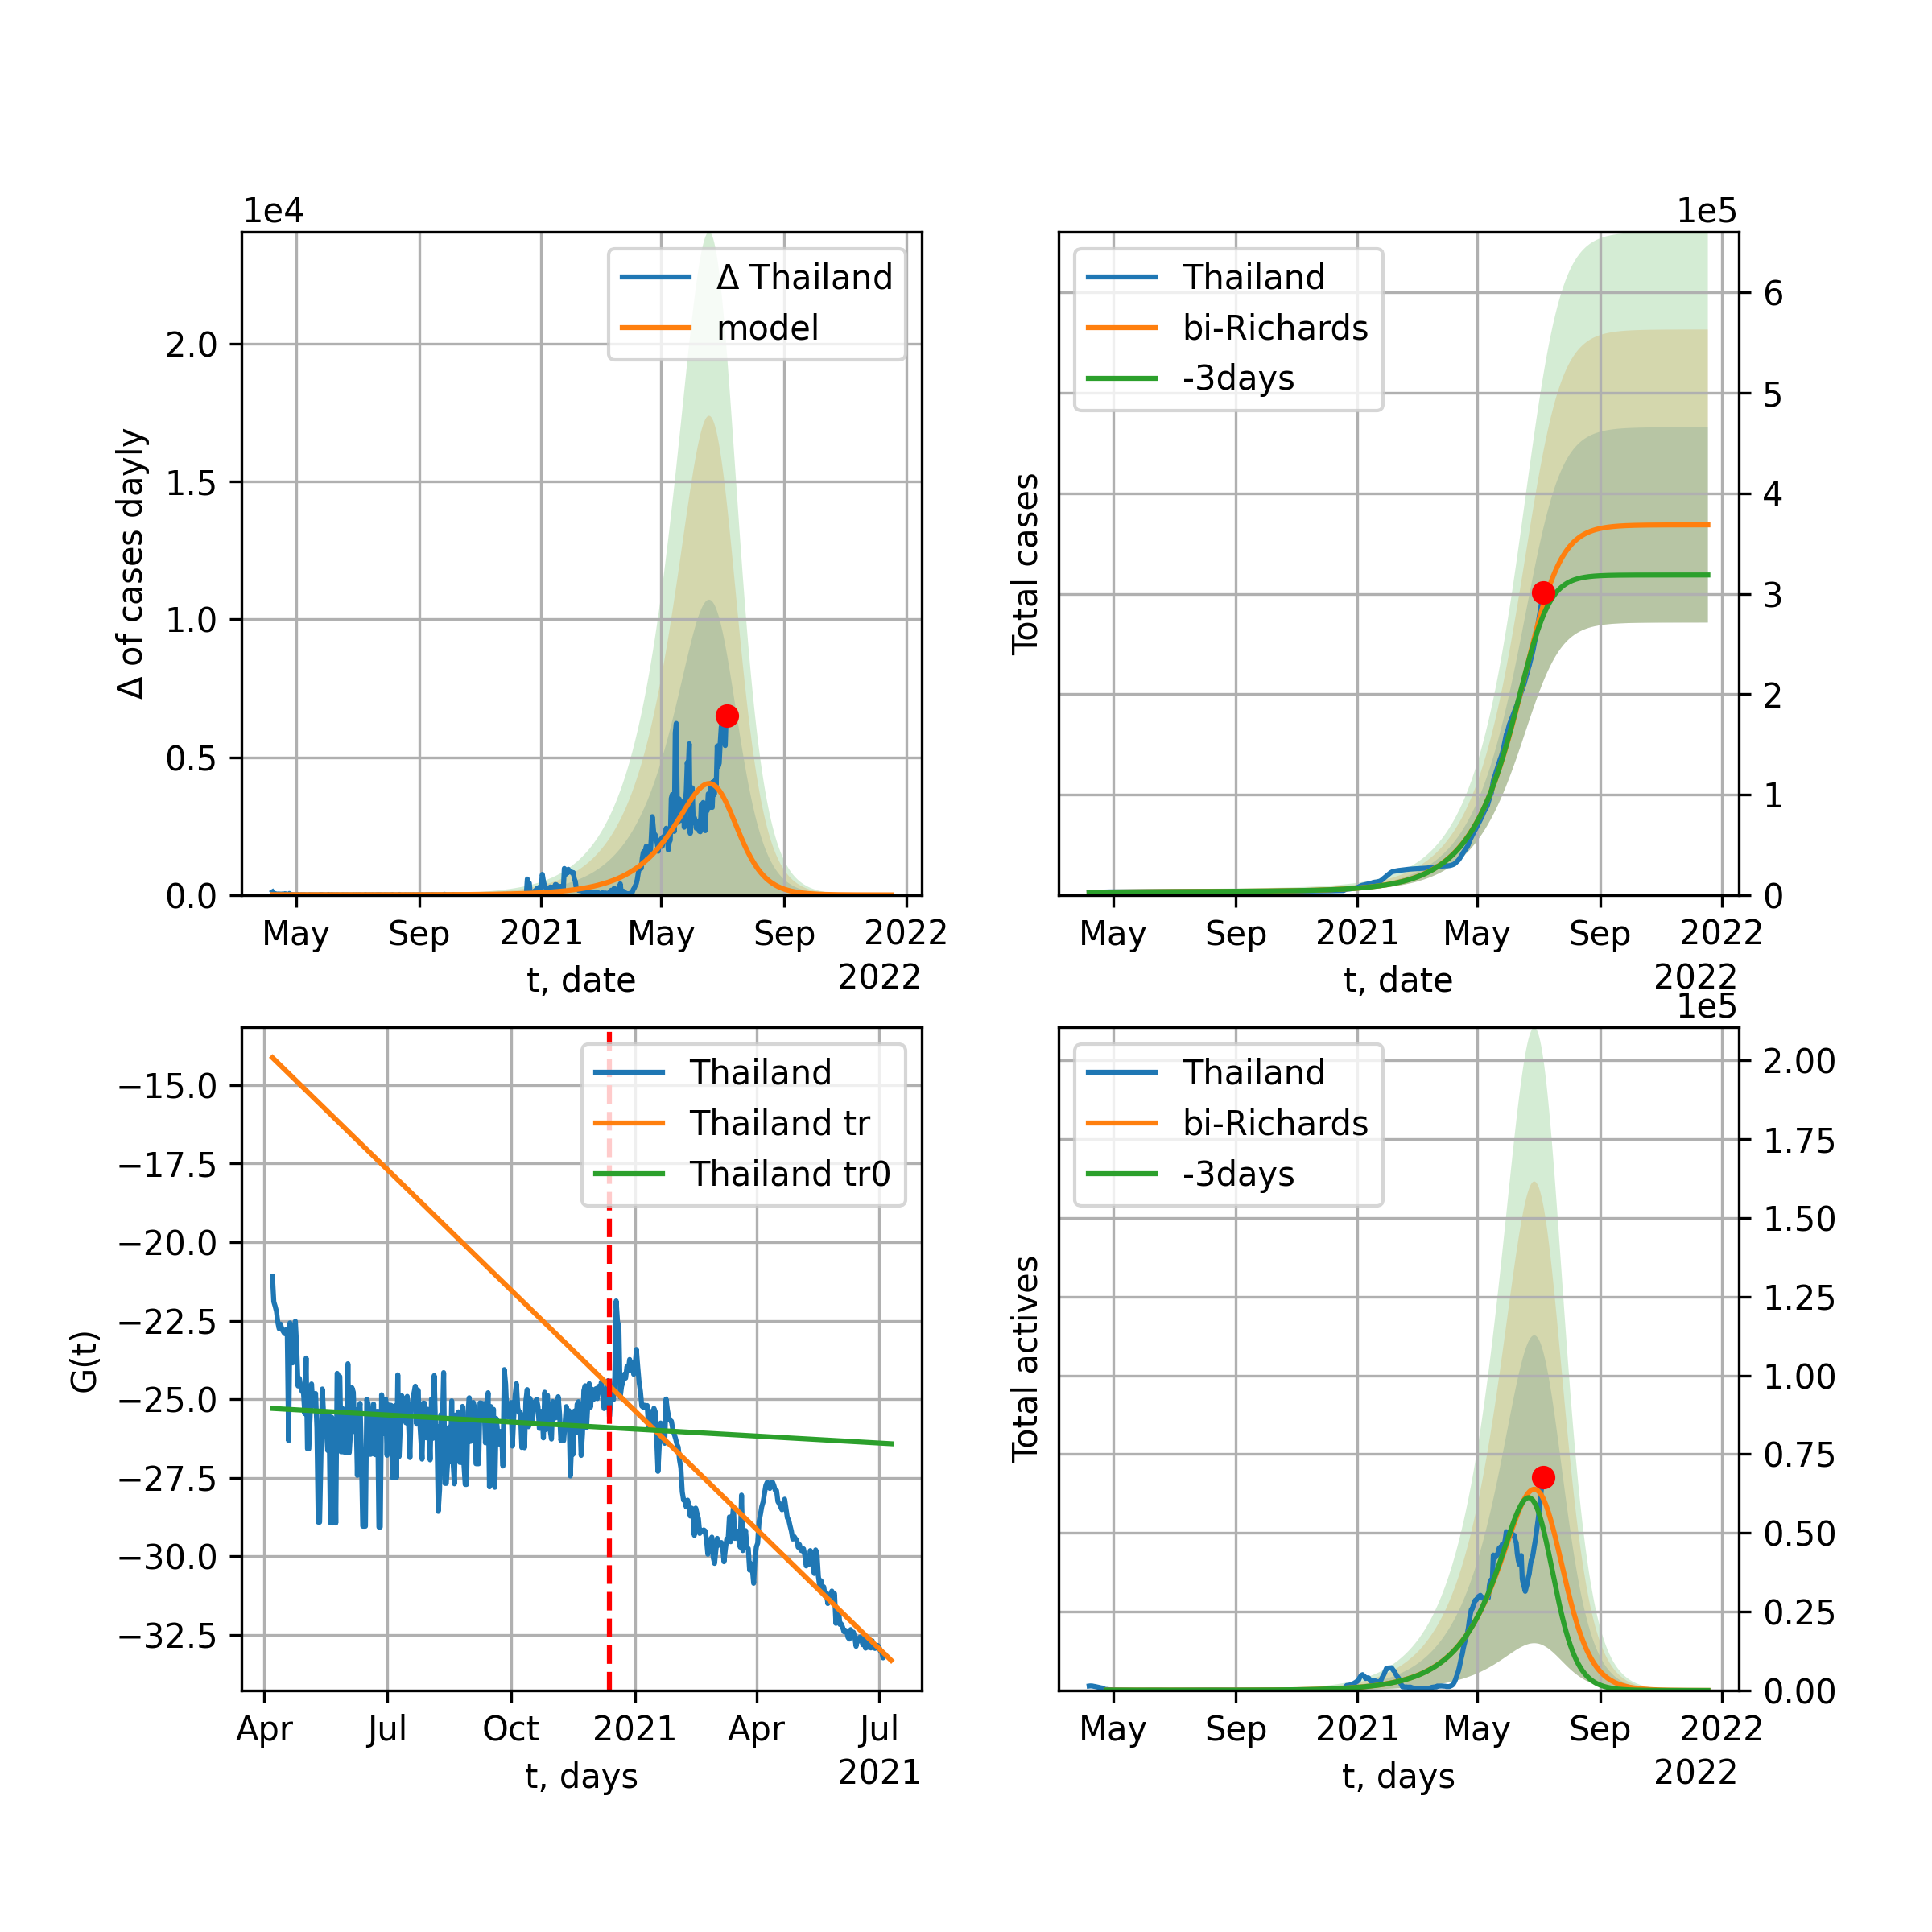 1e4
Δ Thailand
model
2.0
1.5
1.0
0.5
0.0
Δ of cases dayly
May Sep 2021 May Sep 2022
t, date
2022
1e5
Thailand
bi-Richards
-3days
6
5
4
3
2
1
0
Total cases
May Sep 2021 May Sep 2022
t, date
2022
Thailand
Thailand tr
Thailand tr0
−15.0
−17.5
−20.0
−22.5
−25.0
−27.5
−30.0
−32.5
G(t)
Apr Jul Oct 2021 Apr Jul
t, days
2021
1e5
Thailand
bi-Richards
-3days
2.00
1.75
1.50
1.25
1.00
0.75
0.50
0.25
0.00
Total actives
May Sep 2021 May Sep 2022
t, days
2022